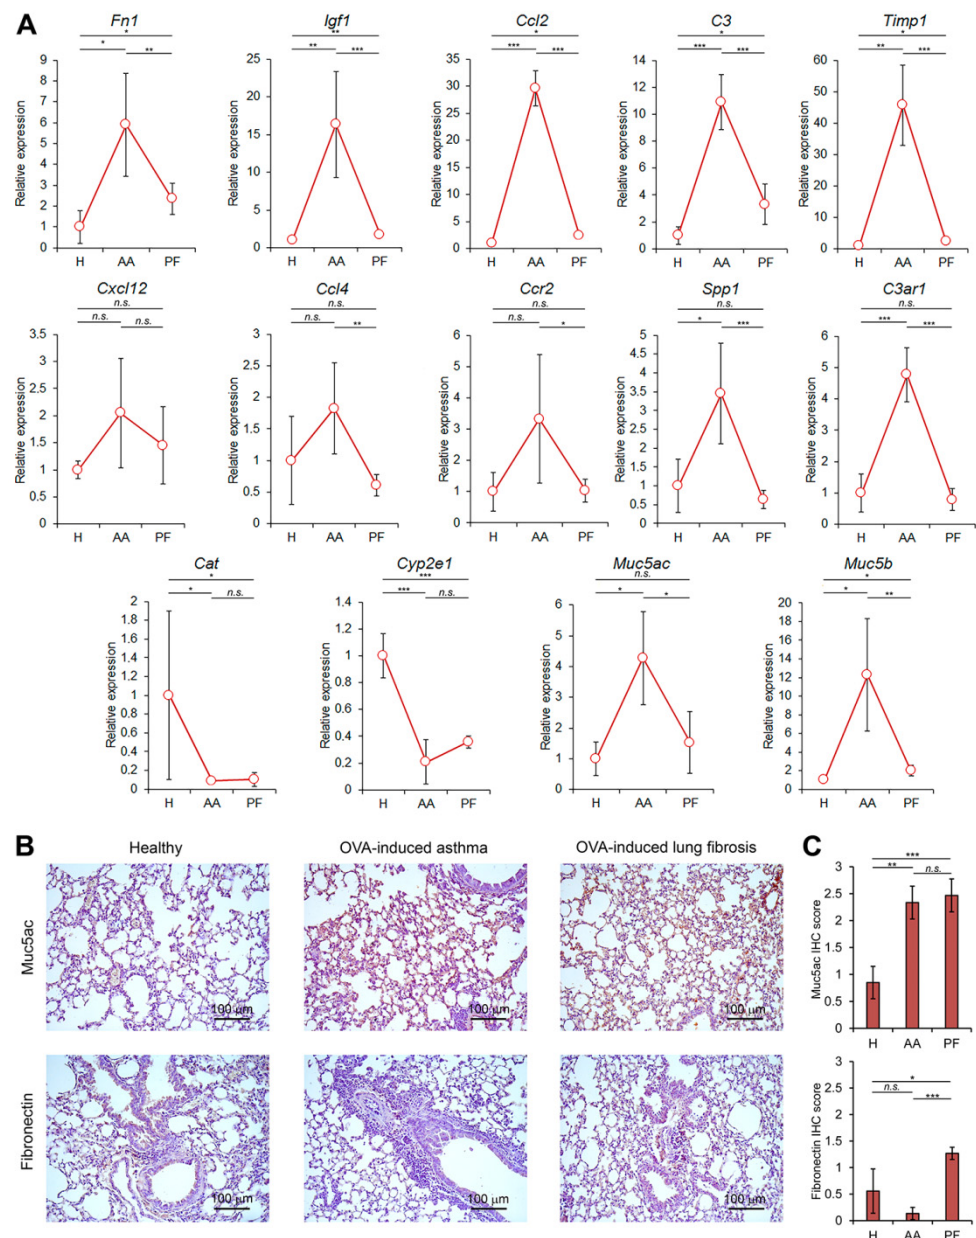 A
Fn1 Igf1 Ccl2 C3 Timp1
* ** * * *
* ** ** *** *** *** *** *** ** ***
Relative expression Relative expression Relative expression Relative expression Relative expression
9 8 7 6 5 4 3 2 1 0
25 20 15 10 5 0
35 30 25 20 15 10 5 0
14 12 10 8 6 4 2 0
60 50 40 30 20 10 0
H AA PF H AA PF H AA PF H AA PF H AA PF
Cxcl12 Ccl4 Ccr2 Spp1 C3ar1
n.s. n.s. n.s. n.s. n.s.
n.s. n.s. n.s. ** n.s. * * *** *** ***
Relative expression Relative expression Relative expression Relative expression Relative expression
3.5 3 2.5 2 1.5 1 0.5 0
3 2.5 2 1.5 1 0.5 0
6 5 4 3 2 1 0
5 4.5 4 3.5 3 2.5 2 1.5 1 0.5 0
6 5 4 3 2 1 0
H AA PF H AA PF H AA PF H AA PF H AA PF
Cat Cyp2e1 Muc5ac Muc5b
* *** n.s. *
* n.s. *** n.s. * * * **
Relative expression Relative expression Relative expression Relative expression
2 1.8 1.6 1.4 1.2 1 0.8 0.6 0.4 0.2 0
1.4 1.2 1 0.8 0.6 0.4 0.2 0
6 5 4 3 2 1 0
20 18 16 14 12 10 8 6 4 2 0
H AA PF H AA PF H AA PF H AA PF
B
Healthy OVA-induced asthma OVA-induced lung fibrosis
Muc5ac
100 μm 100 μm 100 μm
Fibronectin
100 μm 100 μm 100 μm
C
***
** n.s.
Muc5ac IHC score
3 2.5 2 1.5 1 0.5 0
H AA PF
*
n.s. ***
Fibronectin IHC score
1.5 1 0.5 0
H AA PF